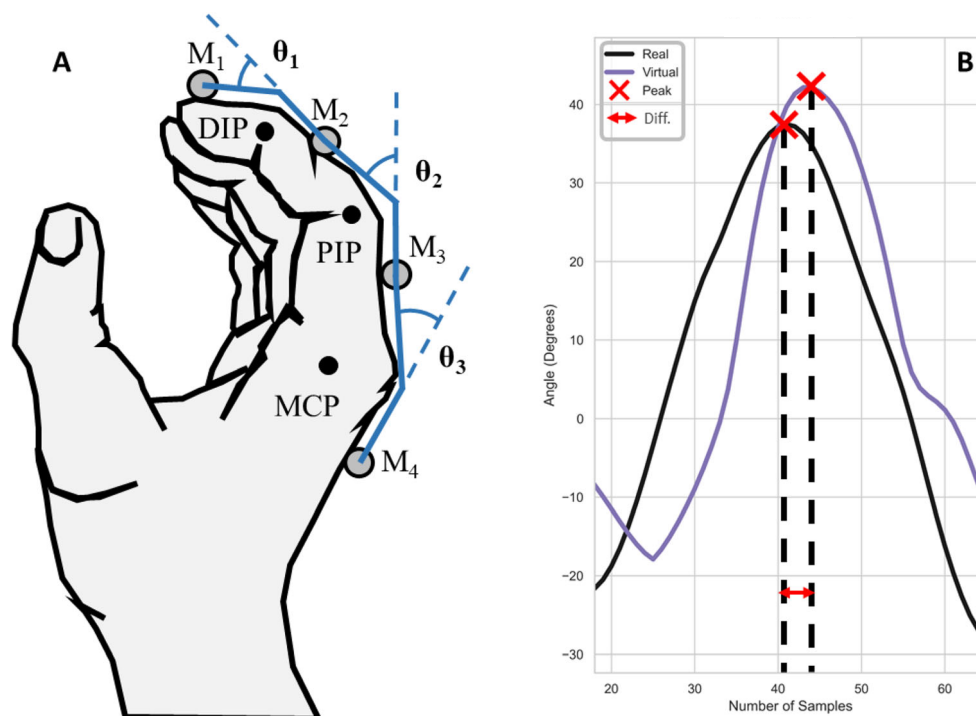 A
M1
θ1
DIP
M2
θ2
PIP
M3
θ3
MCP
M4
B
Real
Virtual
Peak
Diff.
Angle (Degrees)
40
30
20
10
0
−10
−20
−30
20
30
40
50
60
Number of Samples